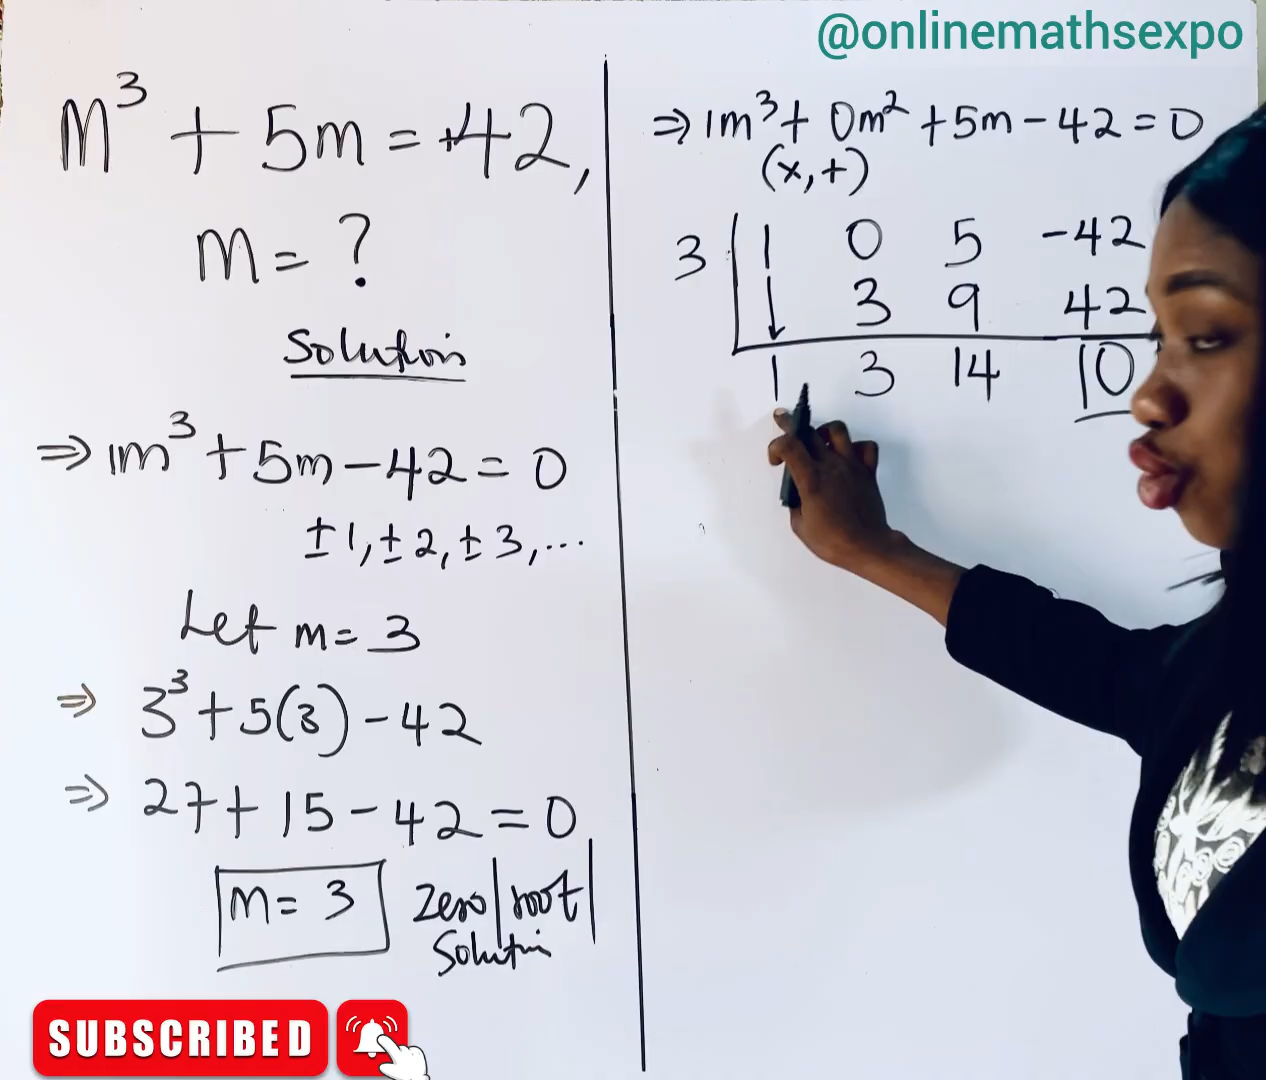 @onlinemathsexpo
m³ + 5m = +42,
m = ?
Solution
⇒ 1m³ + 5m - 42 = 0
±1, ±2, ±3, ...
Let m = 3
⇒ 3³ + 5(3) - 42
⇒ 27 + 15 - 42 = 0
m = 3 zero|root|
Solution
⇒ 1m³ + 0m² + 5m - 42 = 0
(x, +)
3 | 1 0 5 -42
↓ 3 9 42
1 3 14 |0
SUBSCRIBED